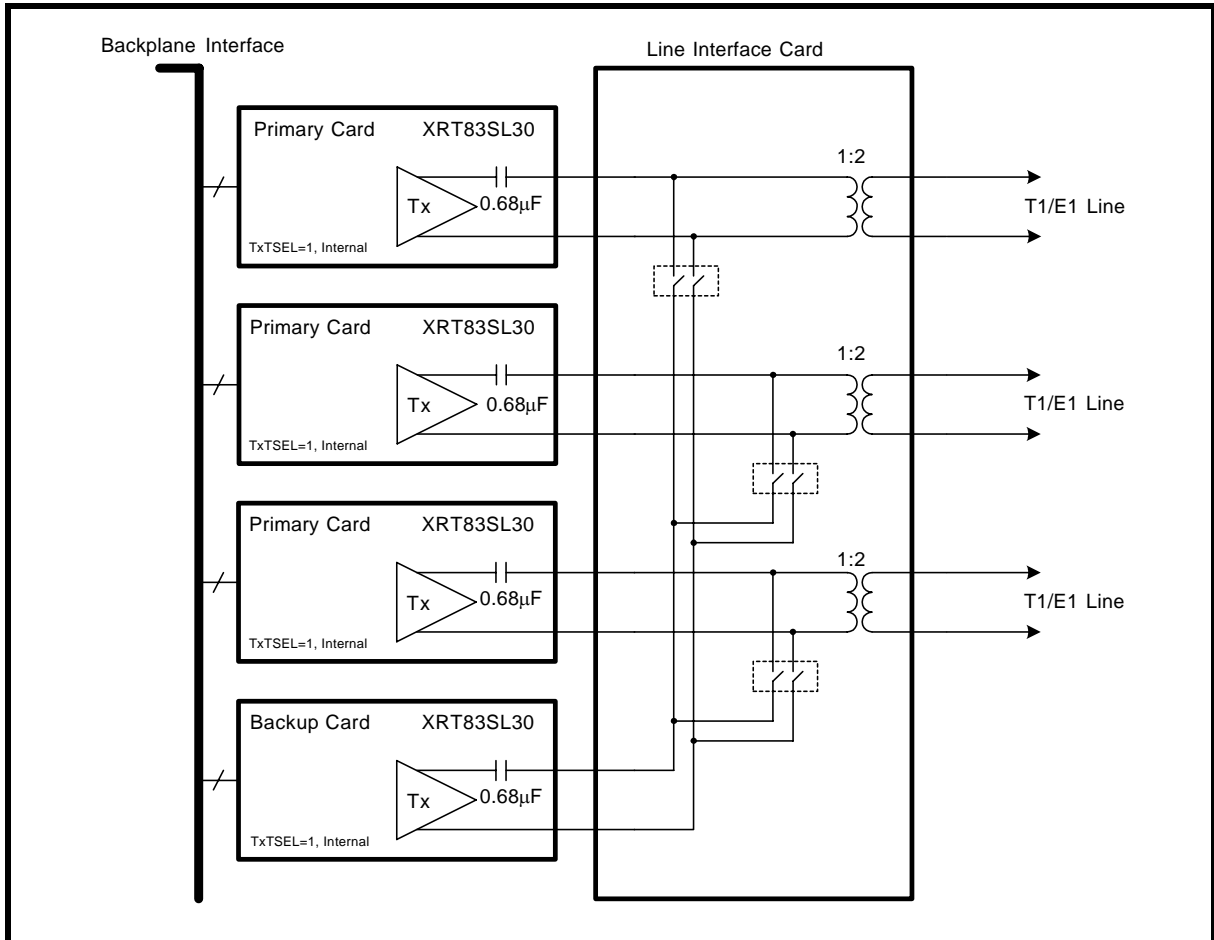 Backplane Interface
Line Interface Card
Primary Card XRT83SL30
Tx
0.68μF
TxTSEL=1, Internal
1:2
T1/E1 Line
Primary Card XRT83SL30
Tx
0.68μF
TxTSEL=1, Internal
1:2
T1/E1 Line
Primary Card XRT83SL30
Tx
0.68μF
TxTSEL=1, Internal
1:2
T1/E1 Line
Backup Card XRT83SL30
Tx
0.68μF
TxTSEL=1, Internal